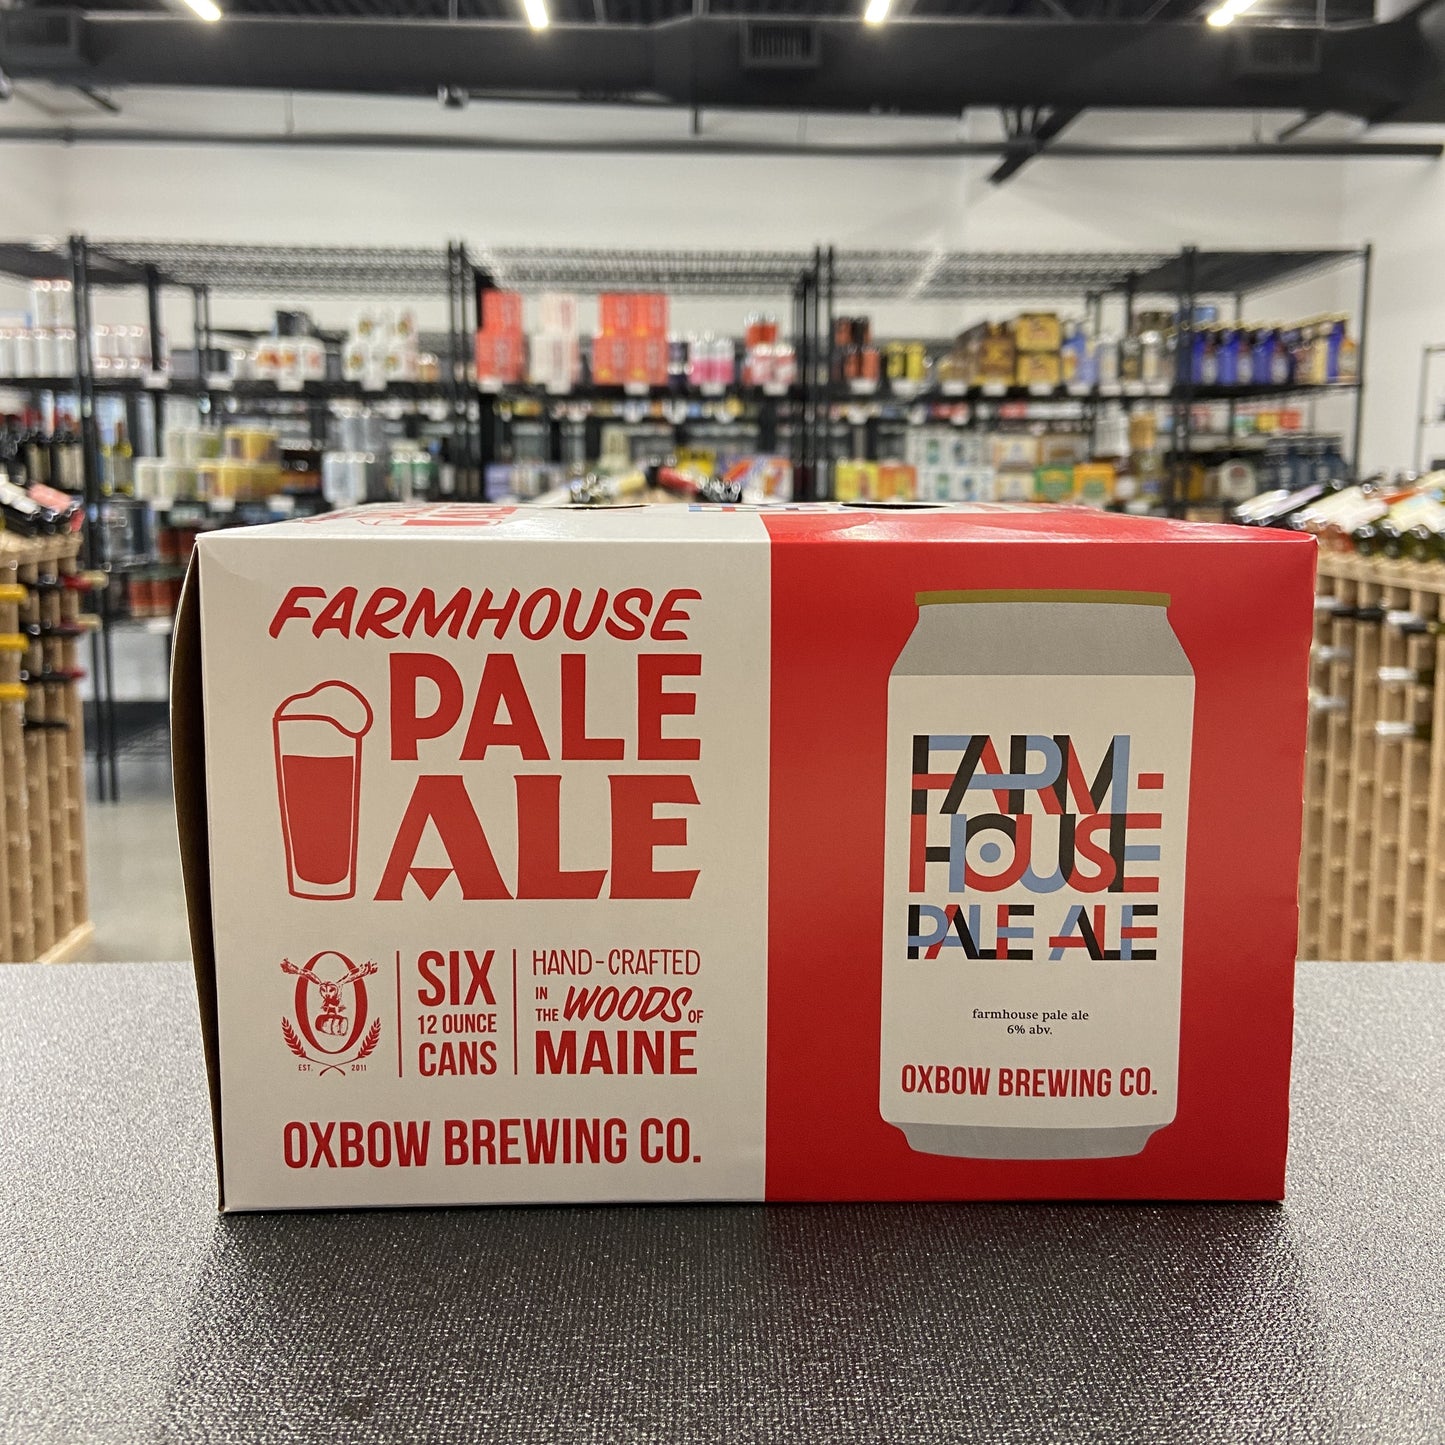 FARMHOUSE
PALE
ALE
EST. 2011
SIX
12 OUNCE
CANS
HAND-CRAFTED
IN
THE WOODS OF
MAINE
OXBOW BREWING CO.
FARM-
HOUSE
PALE ALE
farmhouse pale ale
6% abv.
OXBOW BREWING CO.